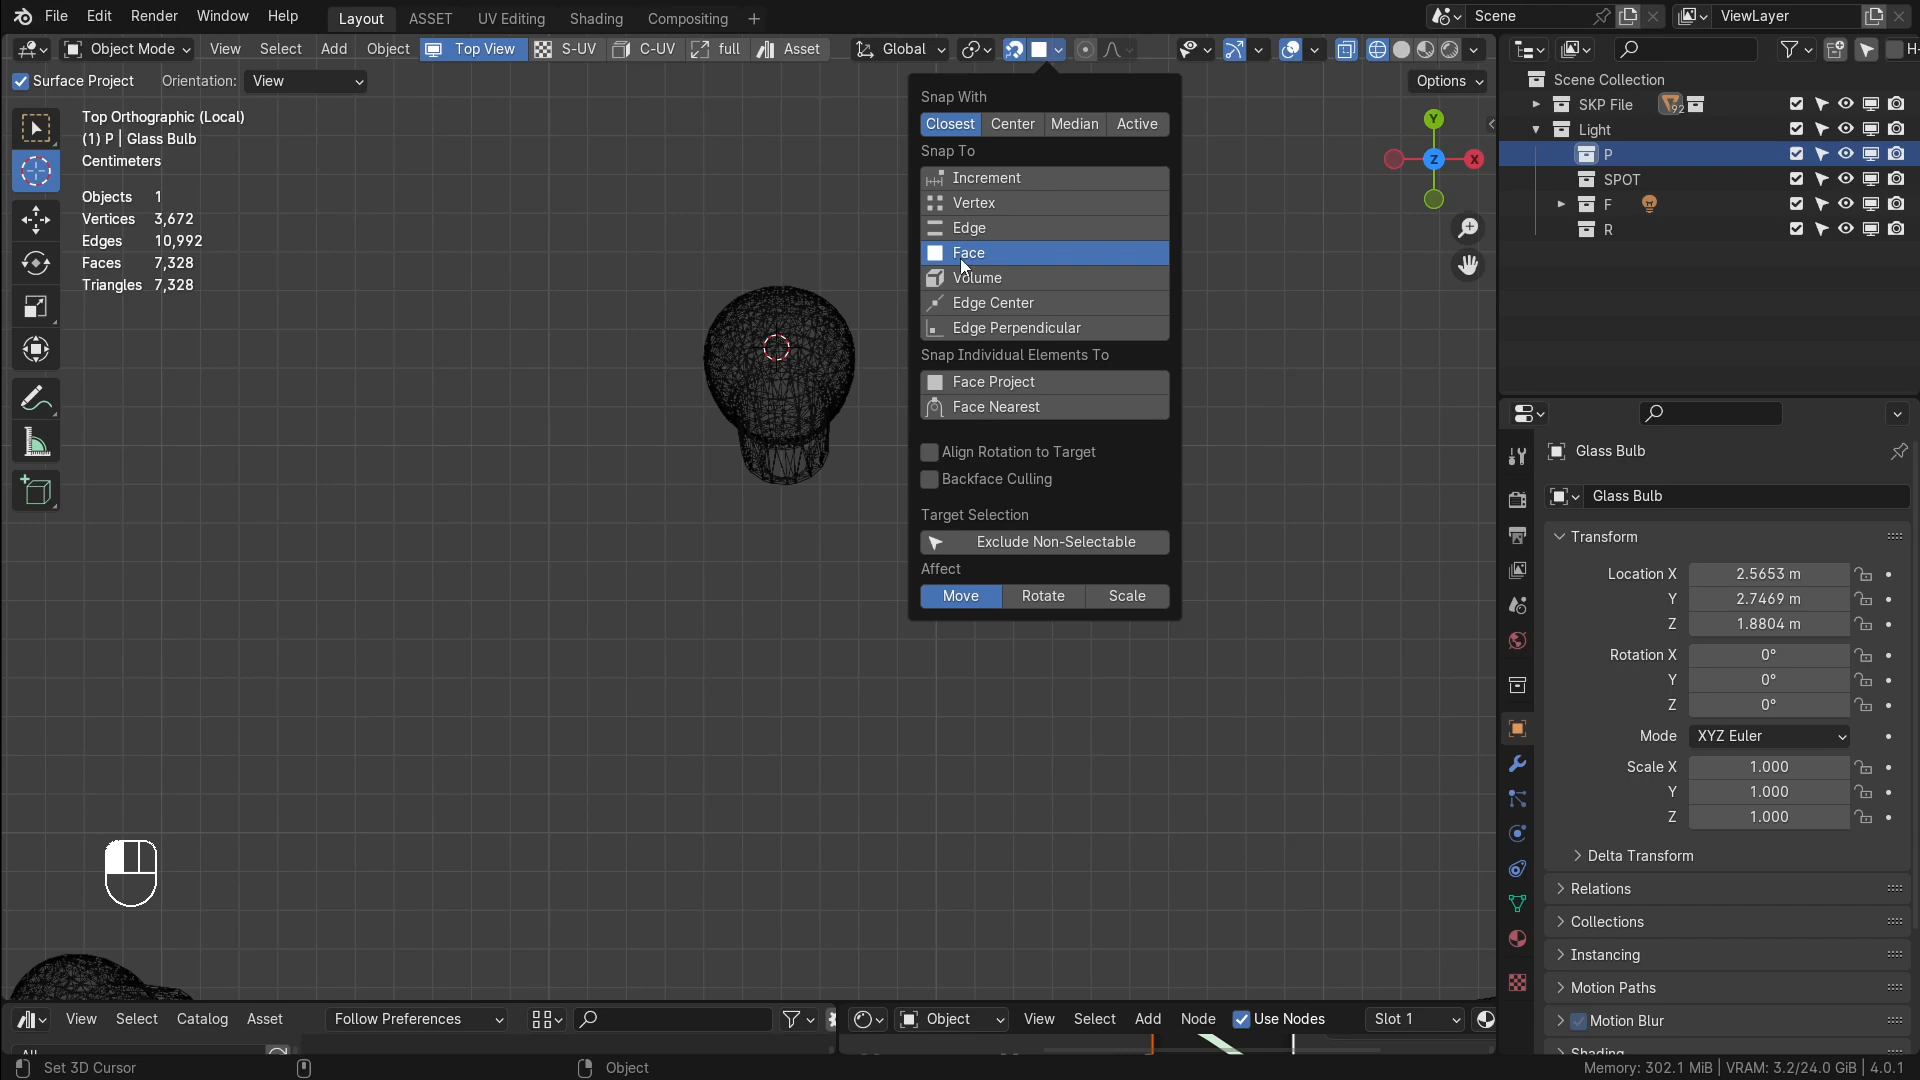 File Edit Render Window Help Layout ASSET UV Editing Shading Compositing + Scene ViewLayer
Object Mode View Select Add Object Top View S-UV C-UV full Asset Global
Surface Project Orientation: View Options
Top Orthographic (Local)
(1) P | Glass Bulb
Centimeters
Objects 1
Vertices 3,672
Edges 10,992
Faces 7,328
Triangles 7,328
Snap With
Closest Center Median Active
Snap To
Increment
Vertex
Edge
Face
Volume
Edge Center
Edge Perpendicular
Snap Individual Elements To
Face Project
Face Nearest
Align Rotation to Target
Backface Culling
Target Selection
Exclude Non-Selectable
Affect
Move Rotate Scale
Y
Z X
Scene Collection
SKP File 92
Light
P
SPOT
F
R
Glass Bulb
Glass Bulb
Transform
Location X 2.5653 m
Y 2.7469 m
Z 1.8804 m
Rotation X 0°
Y 0°
Z 0°
Mode XYZ Euler
Scale X 1.000
Y 1.000
Z 1.000
Delta Transform
Relations
Collections
Instancing
Motion Paths
Motion Blur
Shading
View Select Catalog Asset Follow Preferences
All
Object View Select Add Node Use Nodes Slot 1
Set 3D Cursor Object Memory: 302.1 MiB | VRAM: 3.2/24.0 GiB | 4.0.1